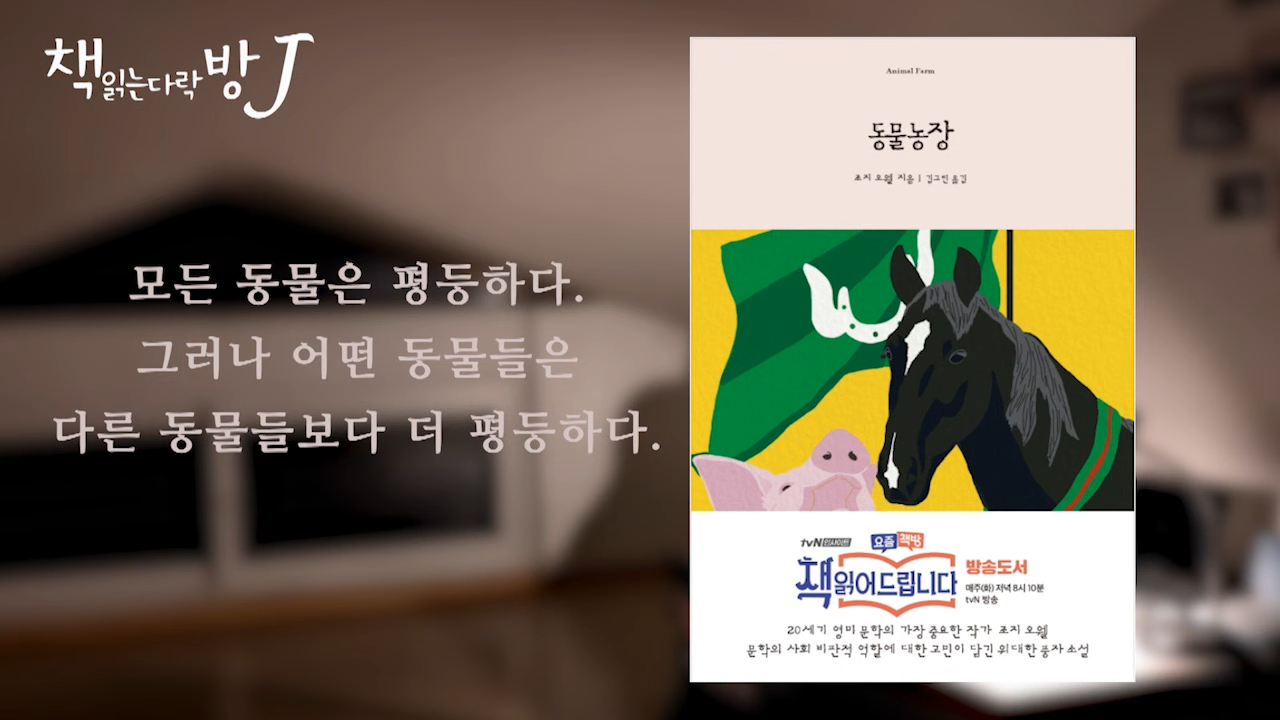 책읽는다락방J
모든 동물은 평등하다.
그러나 어떤 동물들은
다른 동물들보다 더 평등하다.
Animal Farm
동물농장
조지 오웰 지음 | 김그린 옮김
tvN 인사이트
요즘책방
책 읽어드립니다
방송도서
매주(화) 저녁 8시 10분
tvN 방송
20세기 영미 문학의 가장 중요한 작가 조지 오웰
문학의 사회 비판적 역할에 대한 고민이 담긴 위대한 풍자 소설